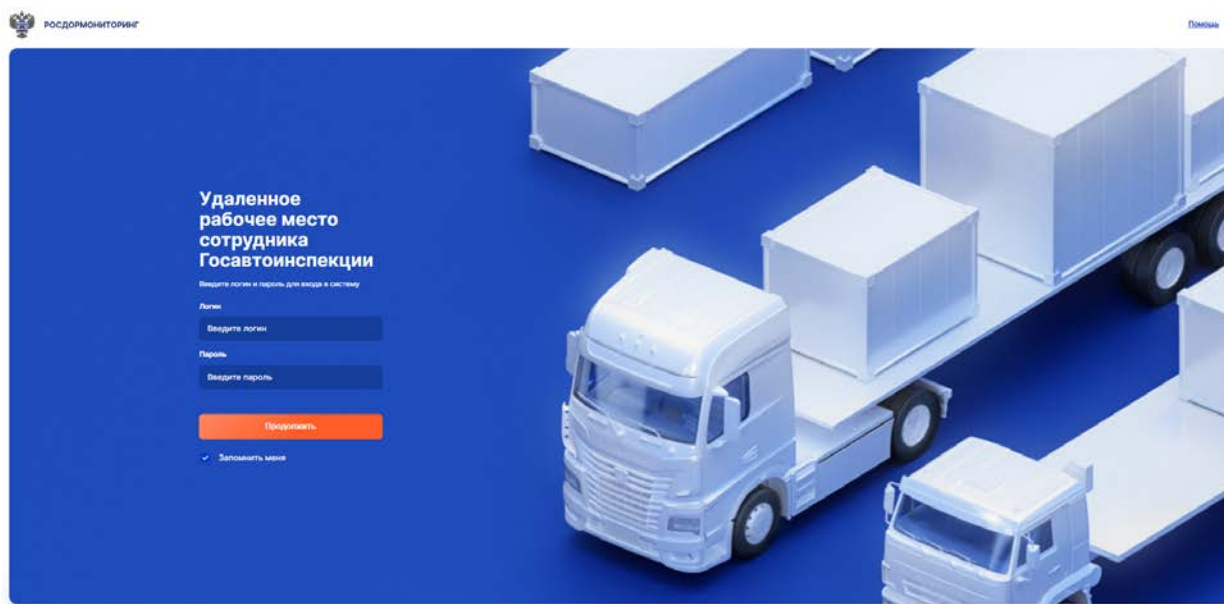 РОСДОРМОНИТОРИНГ
Помощь
Удаленное
рабочее место
сотрудника
Госавтоинспекции
Введите логин и пароль для входа в систему
Логин
Введите логин
Пароль
Введите пароль
Продолжить
Запомнить меня